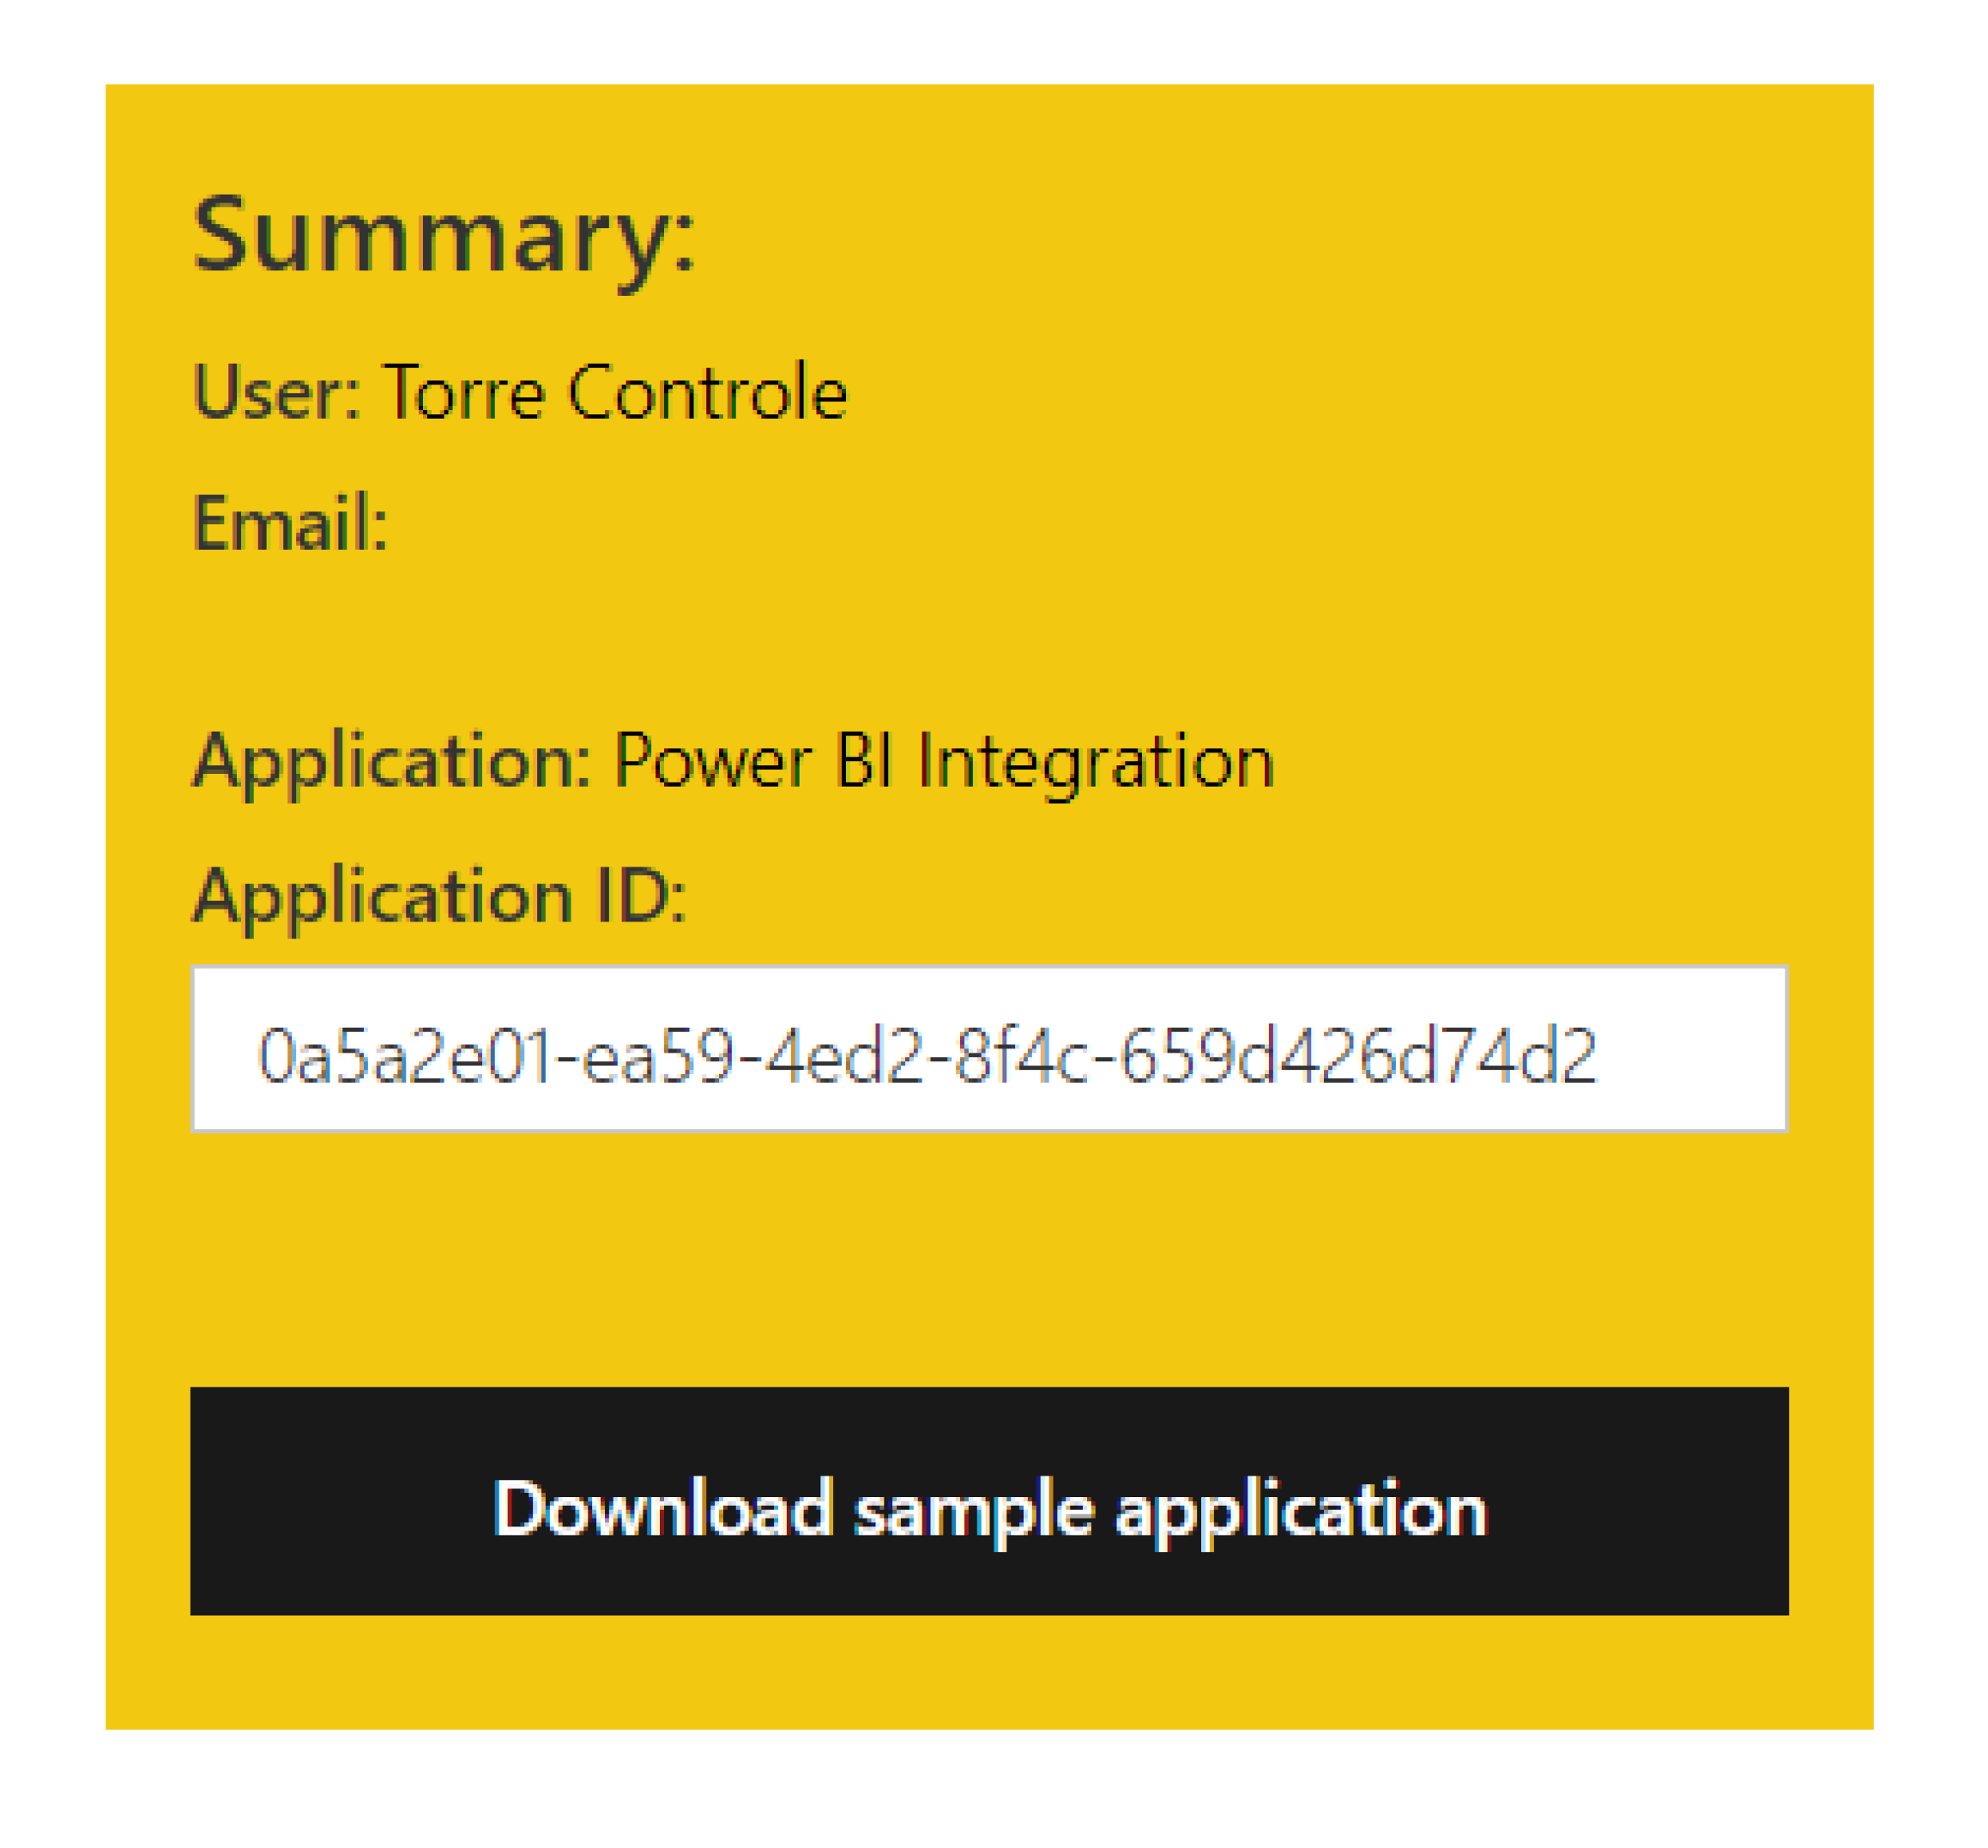 Summary:
User: Torre Controle
Email:
Application: Power BI Integration
Application ID:
0a5a2e01-ea59-4ed2-8f4c-659d426d74d2
Download sample application